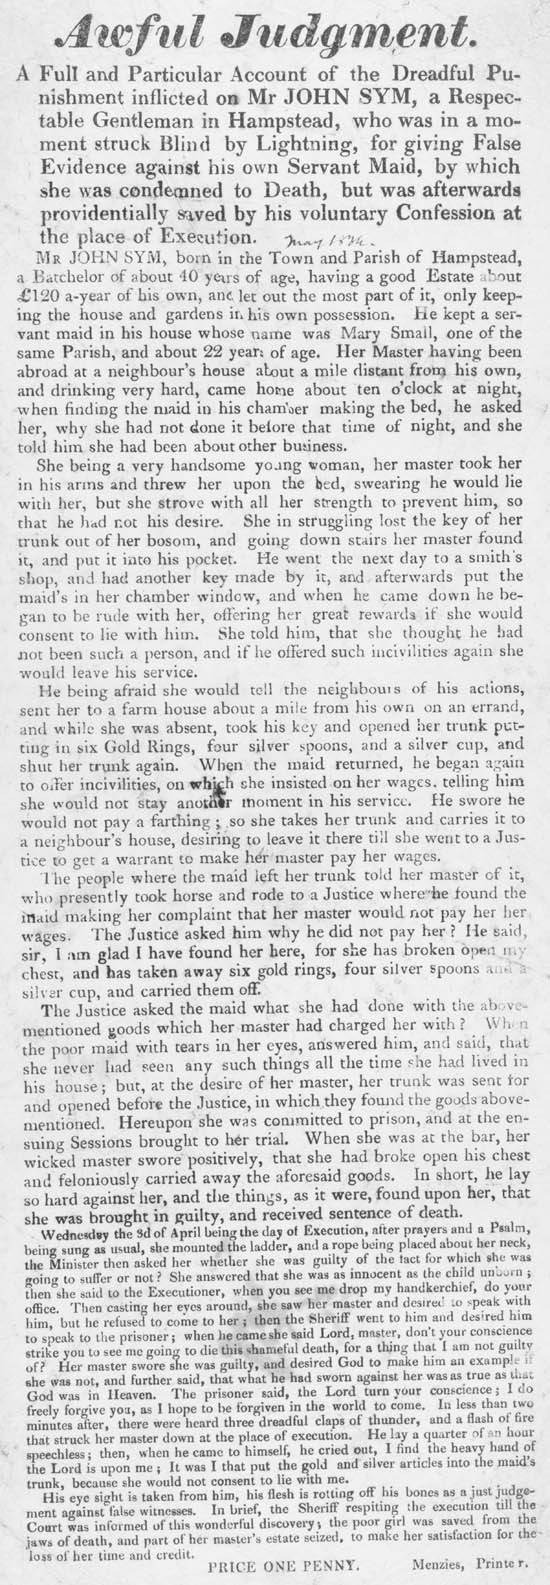 Awful Judgment.
A Full and Particular Account of the Dreadful Pu-
nishment inflicted on Mr JOHN SYM, a Respec-
table Gentleman in Hampstead, who was in a mo-
ment struck Blind by Lightning, for giving False
Evidence against his own Servant Maid, by which
she was condemned to Death, but was afterwards
providentially saved by his voluntary Confession at
the place of Execution.
MR JOHN SYM, born in the Town and Parish of Hampstead,
a Batchelor of about 40 years of age, having a good Estate about
£120 a-year of his own, and let out the most part of it, only keep-
ing the house and gardens in his own possession. He kept a ser-
vant maid in his house whose name was Mary Small, one of the
same Parish, and about 22 years of age. Her Master having been
abroad at a neighbour's house about a mile distant from his own,
and drinking very hard, came home about ten o'clock at night,
when finding the maid in his chamber making the bed, he asked
her, why she had not done it before that time of night, and she
told him she had been about other business.
She being a very handsome young woman, her master took her
in his arms and threw her upon the bed, swearing he would lie
with her, but she strove with all her strength to prevent him, so
that he had not his desire. She in struggling lost the key of her
trunk out of her bosom, and going down stairs her master found
it, and put it into his pocket. He went the next day to a smith's
shop, and had another key made by it, and afterwards put the
maid's in her chamber window, and when he came down he be-
gan to be rude with her, offering her great rewards if she would
consent to lie with him. She told him, that she thought he had
not been such a person, and if he offered such incivilities again she
would leave his service.
He being afraid she would tell the neighbours of his actions,
sent her to a farm house about a mile from his own on an errand,
and while she was absent, took his key and opened her trunk put-
ting in six Gold Rings, four silver spoons, and a silver cup, and
shut her trunk again. When the maid returned, he began again
to offer incivilities, on which she insisted on her wages, telling him
she would not stay another moment in his service. He swore he
would not pay a farthing; so she takes her trunk and carries it to
a neighbour's house, desiring to leave it there till she went to a Jus-
tice to get a warrant to make her master pay her wages.
The people where the maid left her trunk told her master of it,
who presently took horse and rode to a Justice where he found the
maid making her complaint that her master would not pay her her
wages. The Justice asked him why he did not pay her? He said,
sir, I am glad I have found her here, for she has broken open my
chest, and has taken away six gold rings, four silver spoons and a
silver cup, and carried them off.
The Justice asked the maid what she had done with the above-
mentioned goods which her master had charged her with? When
the poor maid with tears in her eyes, answered him, and said, that
she never had seen any such things all the time she had lived in
his house; but, at the desire of her master, her trunk was sent for
and opened before the Justice, in which they found the goods above-
mentioned. Hereupon she was committed to prison, and at the en-
suing Sessions brought to her trial. When she was at the bar, her
wicked master swore positively, that she had broke open his chest
and feloniously carried away the aforesaid goods. In short, he lay
so hard against her, and the things, as it were, found upon her, that
she was brought in guilty, and received sentence of death.
Wednesday the 3d of April being the day of Execution, after prayers and a Psalm,
being sung as usual, she mounted the ladder, and a rope being placed about her neck,
the Minister then asked her whether she was guilty of the fact for which she was
going to suffer or not? She answered that she was as innocent as the child unborn;
then she said to the Executioner, when you see me drop my handkerchief, do your
office. Then casting her eyes around, she saw her master and desired to speak with
him, but he refused to come to her; then the Sheriff went to him and desired him
to speak to the prisoner; when he came she said Lord, master, don't your conscience
strike you to see me going to die this shameful death, for a thing that I am not guilty
of? Her master swore she was guilty, and desired God to make him an example if
she was not, and further said, that what he had sworn against her was as true as that
God was in Heaven. The prisoner said, the Lord turn your conscience; I do
freely forgive you, as I hope to be forgiven in the world to come. In less than two
minutes after, there were heard three dreadful claps of thunder, and a flash of fire
that struck her master down at the place of execution. He lay a quarter of an hour
speechless; then, when he came to himself, he cried out, I find the heavy hand of
the Lord is upon me; It was I that put the gold and silver articles into the maid's
trunk, because she would not consent to lie with me.
His eye sight is taken from him, his flesh is rotting off his bones as a just judge-
ment against false witnesses. In brief, the Sheriff respiting the execution till the
Court was informed of this wonderful discovery, the poor girl was saved from the
jaws of death, and part of her master's estate seized, to make her satisfaction for the
loss of her time and credit.
PRICE ONE PENNY. Menzies, Printer.